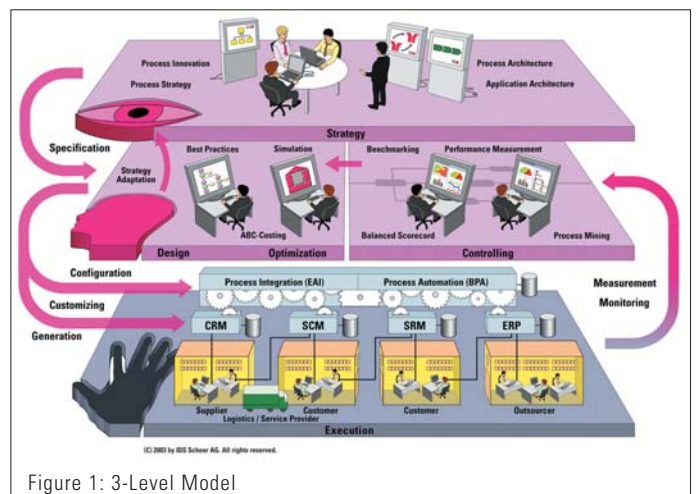 Process Innovation
Process Strategy
Process Architecture
Application Architecture
Strategy
Specification
Strategy
Adaptation
Best Practices
Simulation
Benchmarking
Performance Measurement
ABC-Costing
Balanced Scorecard
Process Mining
Design
Optimization
Controlling
Configuration
Customizing
Generation
Process Integration (EAI)
Process Automation (BPA)
Measurement
Monitoring
CRM
SCM
SRM
ERP
Supplier
Customer
Customer
Outsourcer
Logistics / Service Provider
Execution
(C) 2003 by IDS Scheer AG. All rights reserved.
Figure 1: 3-Level Model